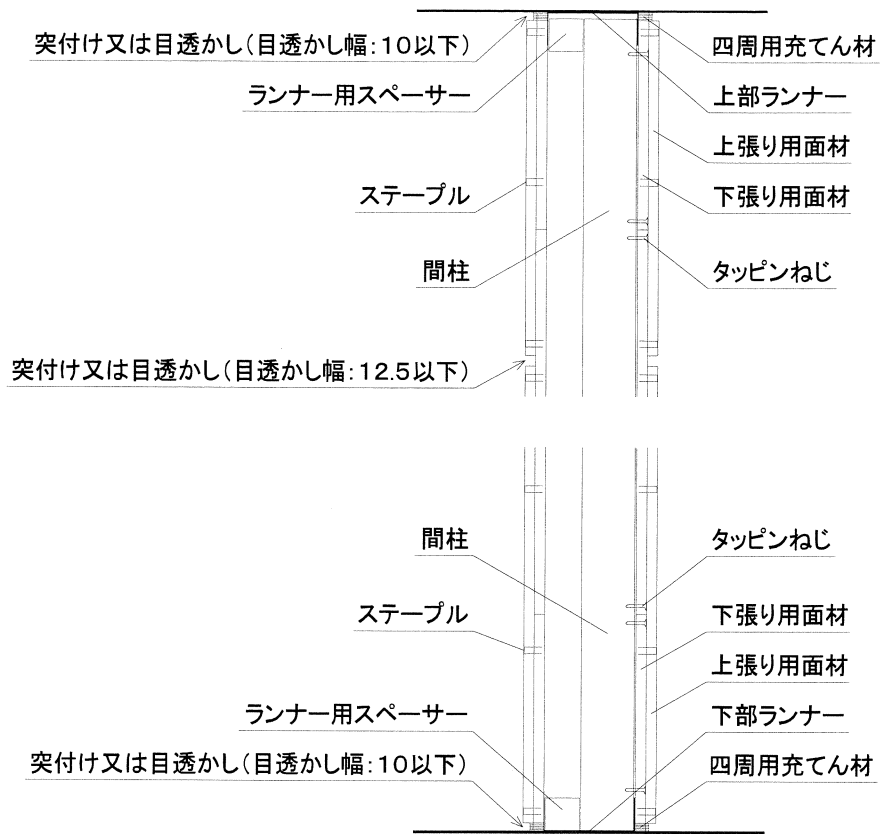 突付け又は目透かし(目透かし幅:10以下)
四周用充てん材
ランナー用スペーサー
上部ランナー
上張り用面材
ステープル
下張り用面材
間柱
タッピンねじ
突付け又は目透かし(目透かし幅:12.5以下)
間柱
タッピンねじ
ステープル
下張り用面材
上張り用面材
ランナー用スペーサー
下部ランナー
突付け又は目透かし(目透かし幅:10以下)
四周用充てん材